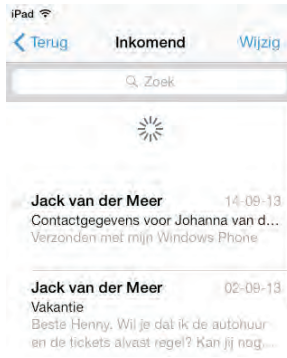 iPad
Terug Inkomend Wijzig
Zoek
Jack van der Meer 14-09-13
Contactgegevens voor Johanna van d...
Verzonden met mijn Windows Phone
Jack van der Meer 02-09-13
Vakantie
Beste Henny. Wil je dat ik de autohuur
en de tickets alvast regel? Kan jij nog...